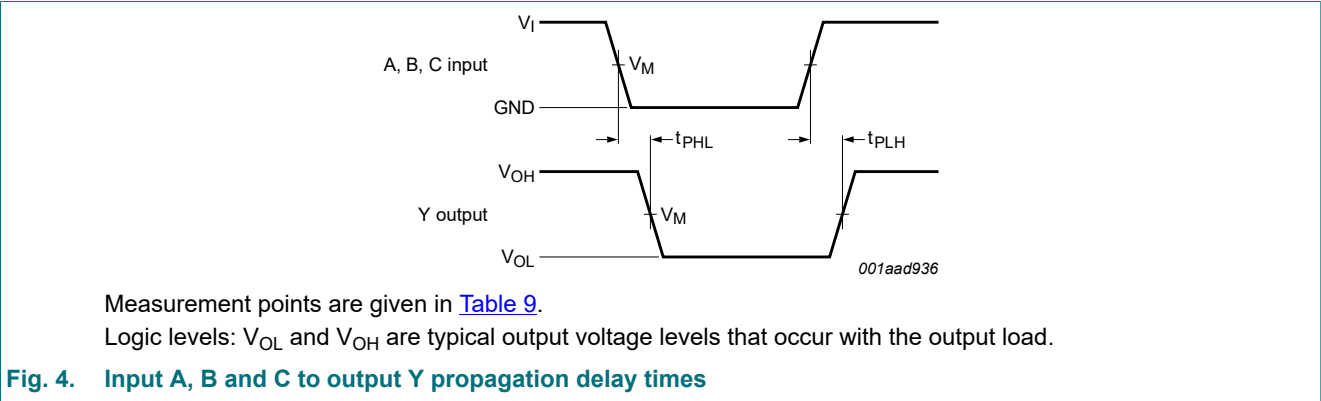 VI
A, B, C input
VM
GND
tPHL
tPLH
VOH
Y output
VM
VOL
001aad936
Measurement points are given in Table 9.
Logic levels: VOL and VOH are typical output voltage levels that occur with the output load.
Fig. 4. Input A, B and C to output Y propagation delay times